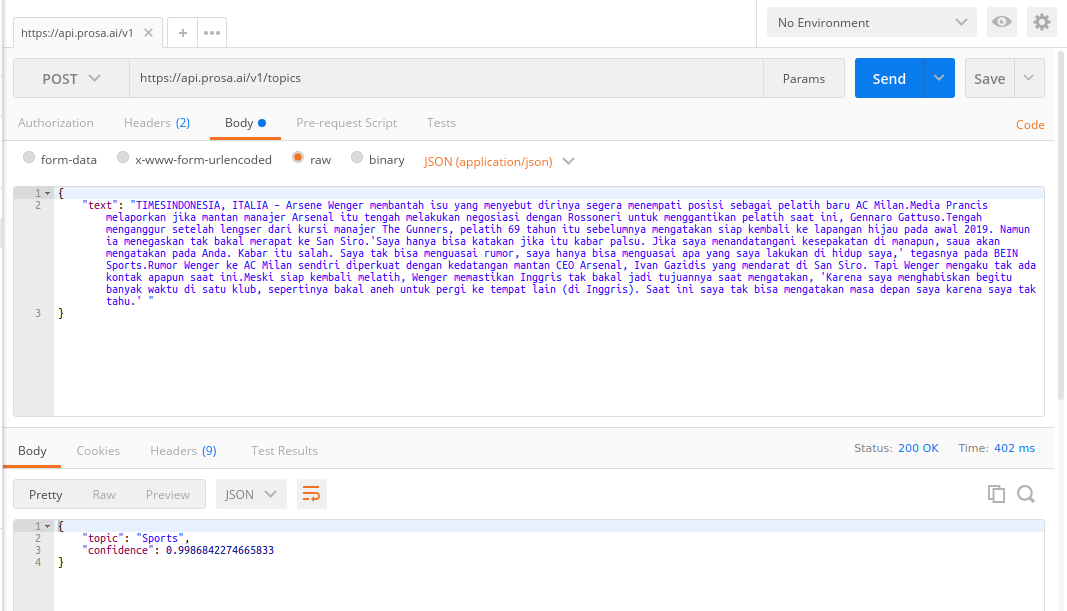 https://api.prosa.ai/v1
No Environment
POST https://api.prosa.ai/v1/topics Params Send Save
Authorization Headers (2) Body Pre-request Script Tests Code
form-data x-www-form-urlencoded raw binary JSON (application/json)
1 {
2 "text": "TIMESINDONESIA, ITALIA – Arsene Wenger membantah isu yang menyebut dirinya segera menempati posisi sebagai pelatih baru AC Milan.Media Prancis
melaporkan jika mantan manajer Arsenal itu tengah melakukan negosiasi dengan Rossoneri untuk menggantikan pelatih saat ini, Gennaro Gattuso.Tengah
menganggur setelah lengser dari kursi manajer The Gunners, pelatih 69 tahun itu sebelumnya mengatakan siap kembali ke lapangan hijau pada awal 2019. Namun
ia menegaskan tak bakal merapat ke San Siro.'Saya hanya bisa katakan jika itu kabar palsu. Jika saya menandatangani kesepakatan di manapun, saua akan
mengatakan pada Anda. Kabar itu salah. Saya tak bisa menguasai rumor, saya hanya bisa menguasai apa yang saya lakukan di hidup saya,' tegasnya pada BEIN
Sports.Rumor Wenger ke AC Milan sendiri diperkuat dengan kedatangan mantan CEO Arsenal, Ivan Gazidis yang mendarat di San Siro. Tapi Wenger mengaku tak ada
kontak apapun saat ini.Meski siap kembali melatih, Wenger memastikan Inggris tak bakal jadi tujuannya saat mengatakan, 'Karena saya menghabiskan begitu
banyak waktu di satu klub, sepertinya bakal aneh untuk pergi ke tempat lain (di Inggris). Saat ini saya tak bisa mengatakan masa depan saya karena saya tak
tahu.' "
3 }
Body Cookies Headers (9) Test Results Status: 200 OK Time: 402 ms
Pretty Raw Preview JSON
1 {
2 "topic": "Sports",
3 "confidence": 0.9986842274665833
4 }